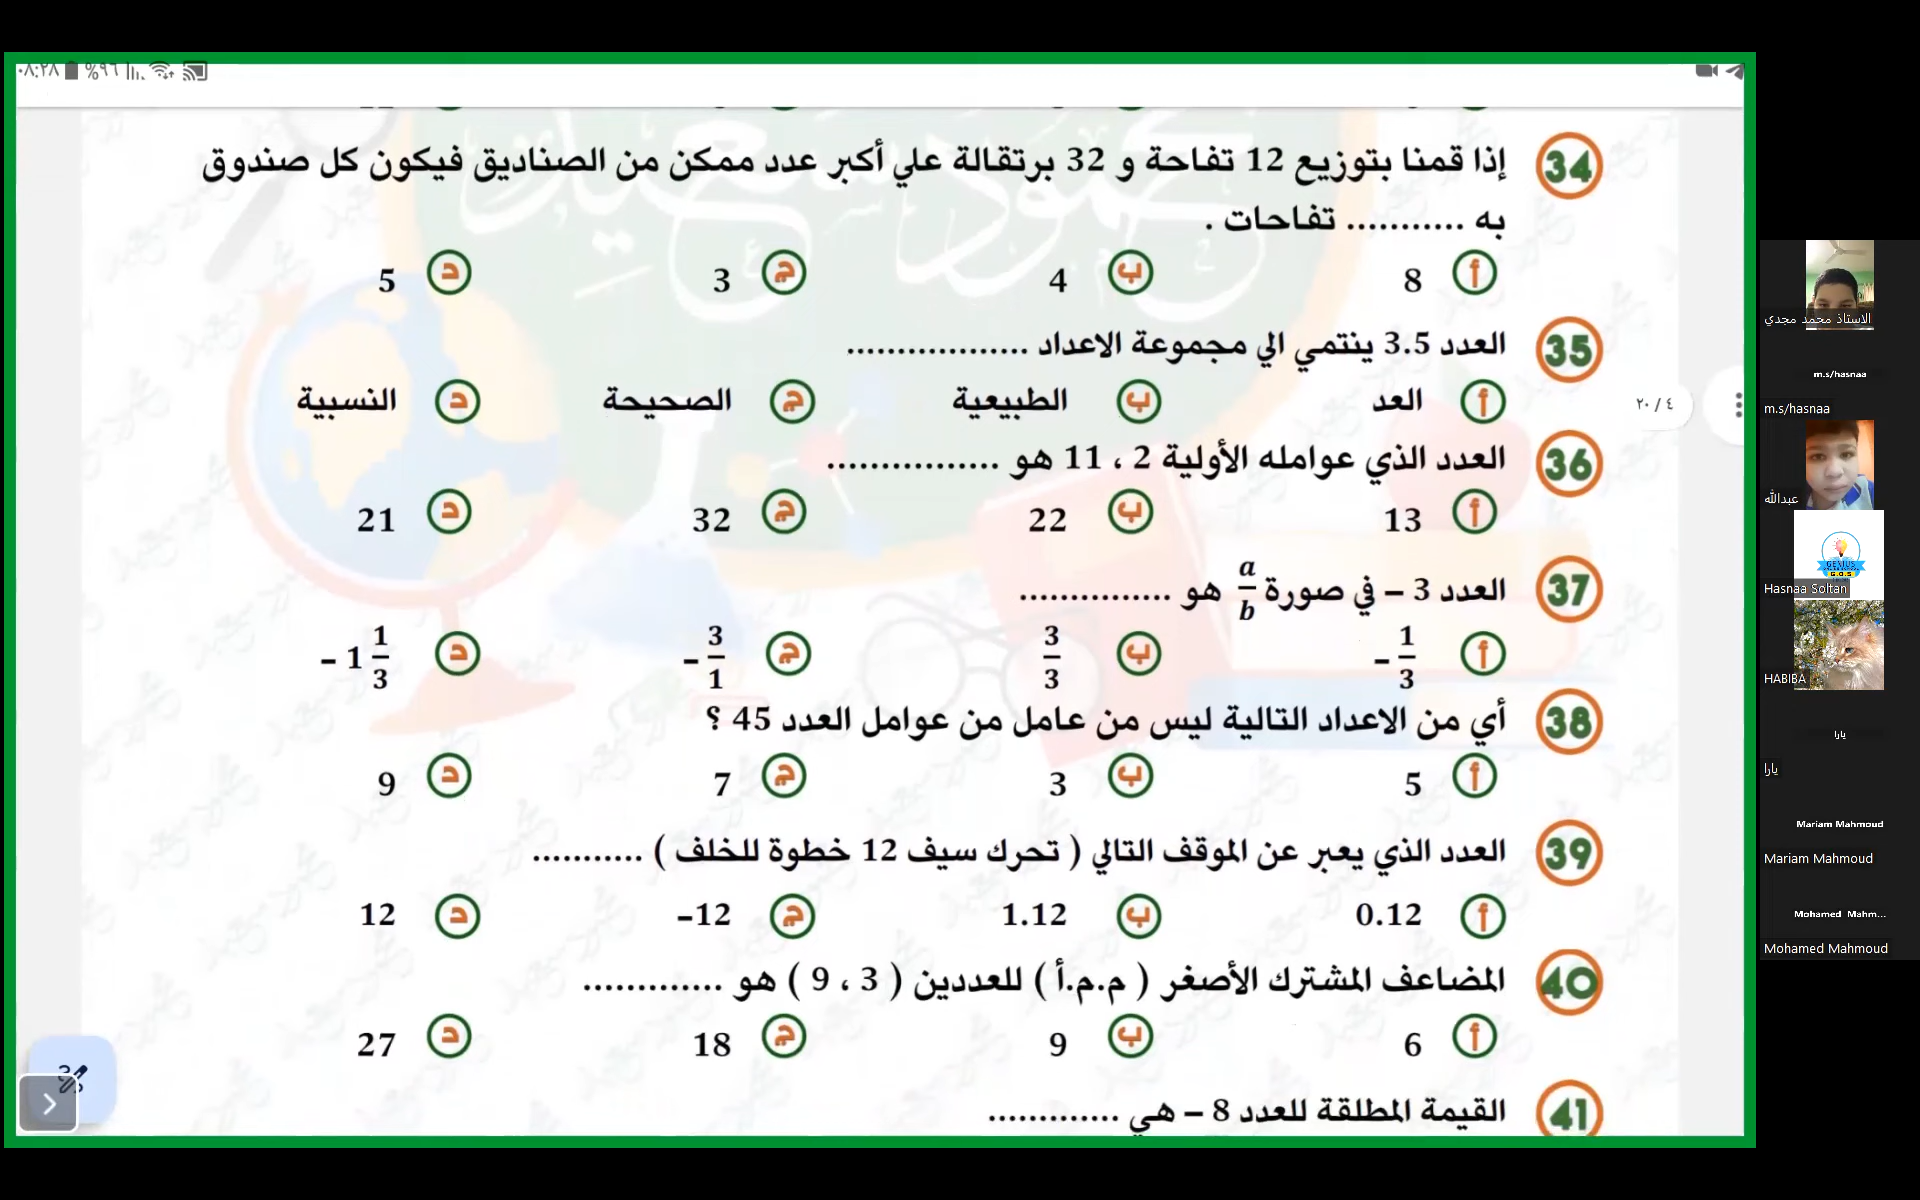 ٠٨:٢٨ %٩٦
34 إذا قمنا بتوزيع 12 تفاحة و 32 برتقالة علي أكبر عدد ممكن من الصناديق فيكون كل صندوق
به ........... تفاحات .
أ 8 ب 4 ج 3 د 5
35 العدد 3.5 ينتمي الي مجموعة الاعداد ..................
أ العد ب الطبيعية ج الصحيحة د النسبية
٤ / ٢٠
36 العدد الذي عوامله الأولية 2 ، 11 هو .................
أ 13 ب 22 ج 32 د 21
37 العدد 3 – في صورة a/b هو ...............
أ -1/3 ب 3/3 ج -3/1 د -1 1/3
38 أي من الاعداد التالية ليس من عامل من عوامل العدد 45 ؟
أ 5 ب 3 ج 7 د 9
39 العدد الذي يعبر عن الموقف التالي ( تحرك سيف 12 خطوة للخلف ) ...........
أ 0.12 ب 1.12 ج -12 د 12
40 المضاعف المشترك الأصغر ( م.م.أ ) للعددين ( 3 ، 9 ) هو ..............
أ 6 ب 9 ج 18 د 27
41 القيمة المطلقة للعدد 8 – هي .............
محمود سعيد
الاستاذ محمد مجدي
m.s/hasnaa
m.s/hasnaa
عبدالله
GENIUS
G.O.S
Hasnaa Soltan
HABIBA
يارا
يارا
Mariam Mahmoud
Mariam Mahmoud
Mohamed Mahm...
Mohamed Mahmoud